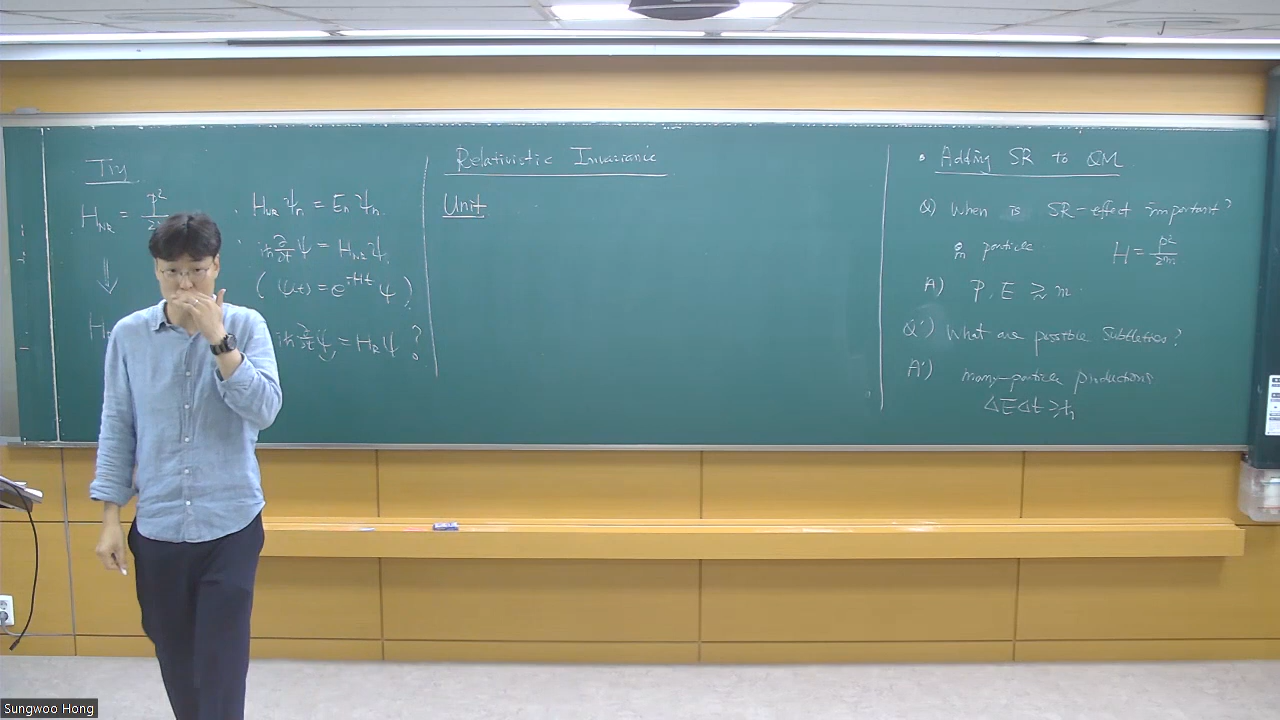 Try
H_NR = p²
H_NR ψ_n = E_n ψ_n
iħ ∂/∂t ψ = H_NR ψ
( ψ(t) = e^{-iHt} ψ )
iħ ∂/∂t ψ = H_R ψ ?
Relativistic Invariance
Unit
• Adding SR to QM
Q) When is SR-effect important?
m particle H = p²/2m
A) P, E ≳ m
Q') What are possible subtleties?
A') many-particle productions
ΔEΔt ≥ ħ
Sungwoo Hong